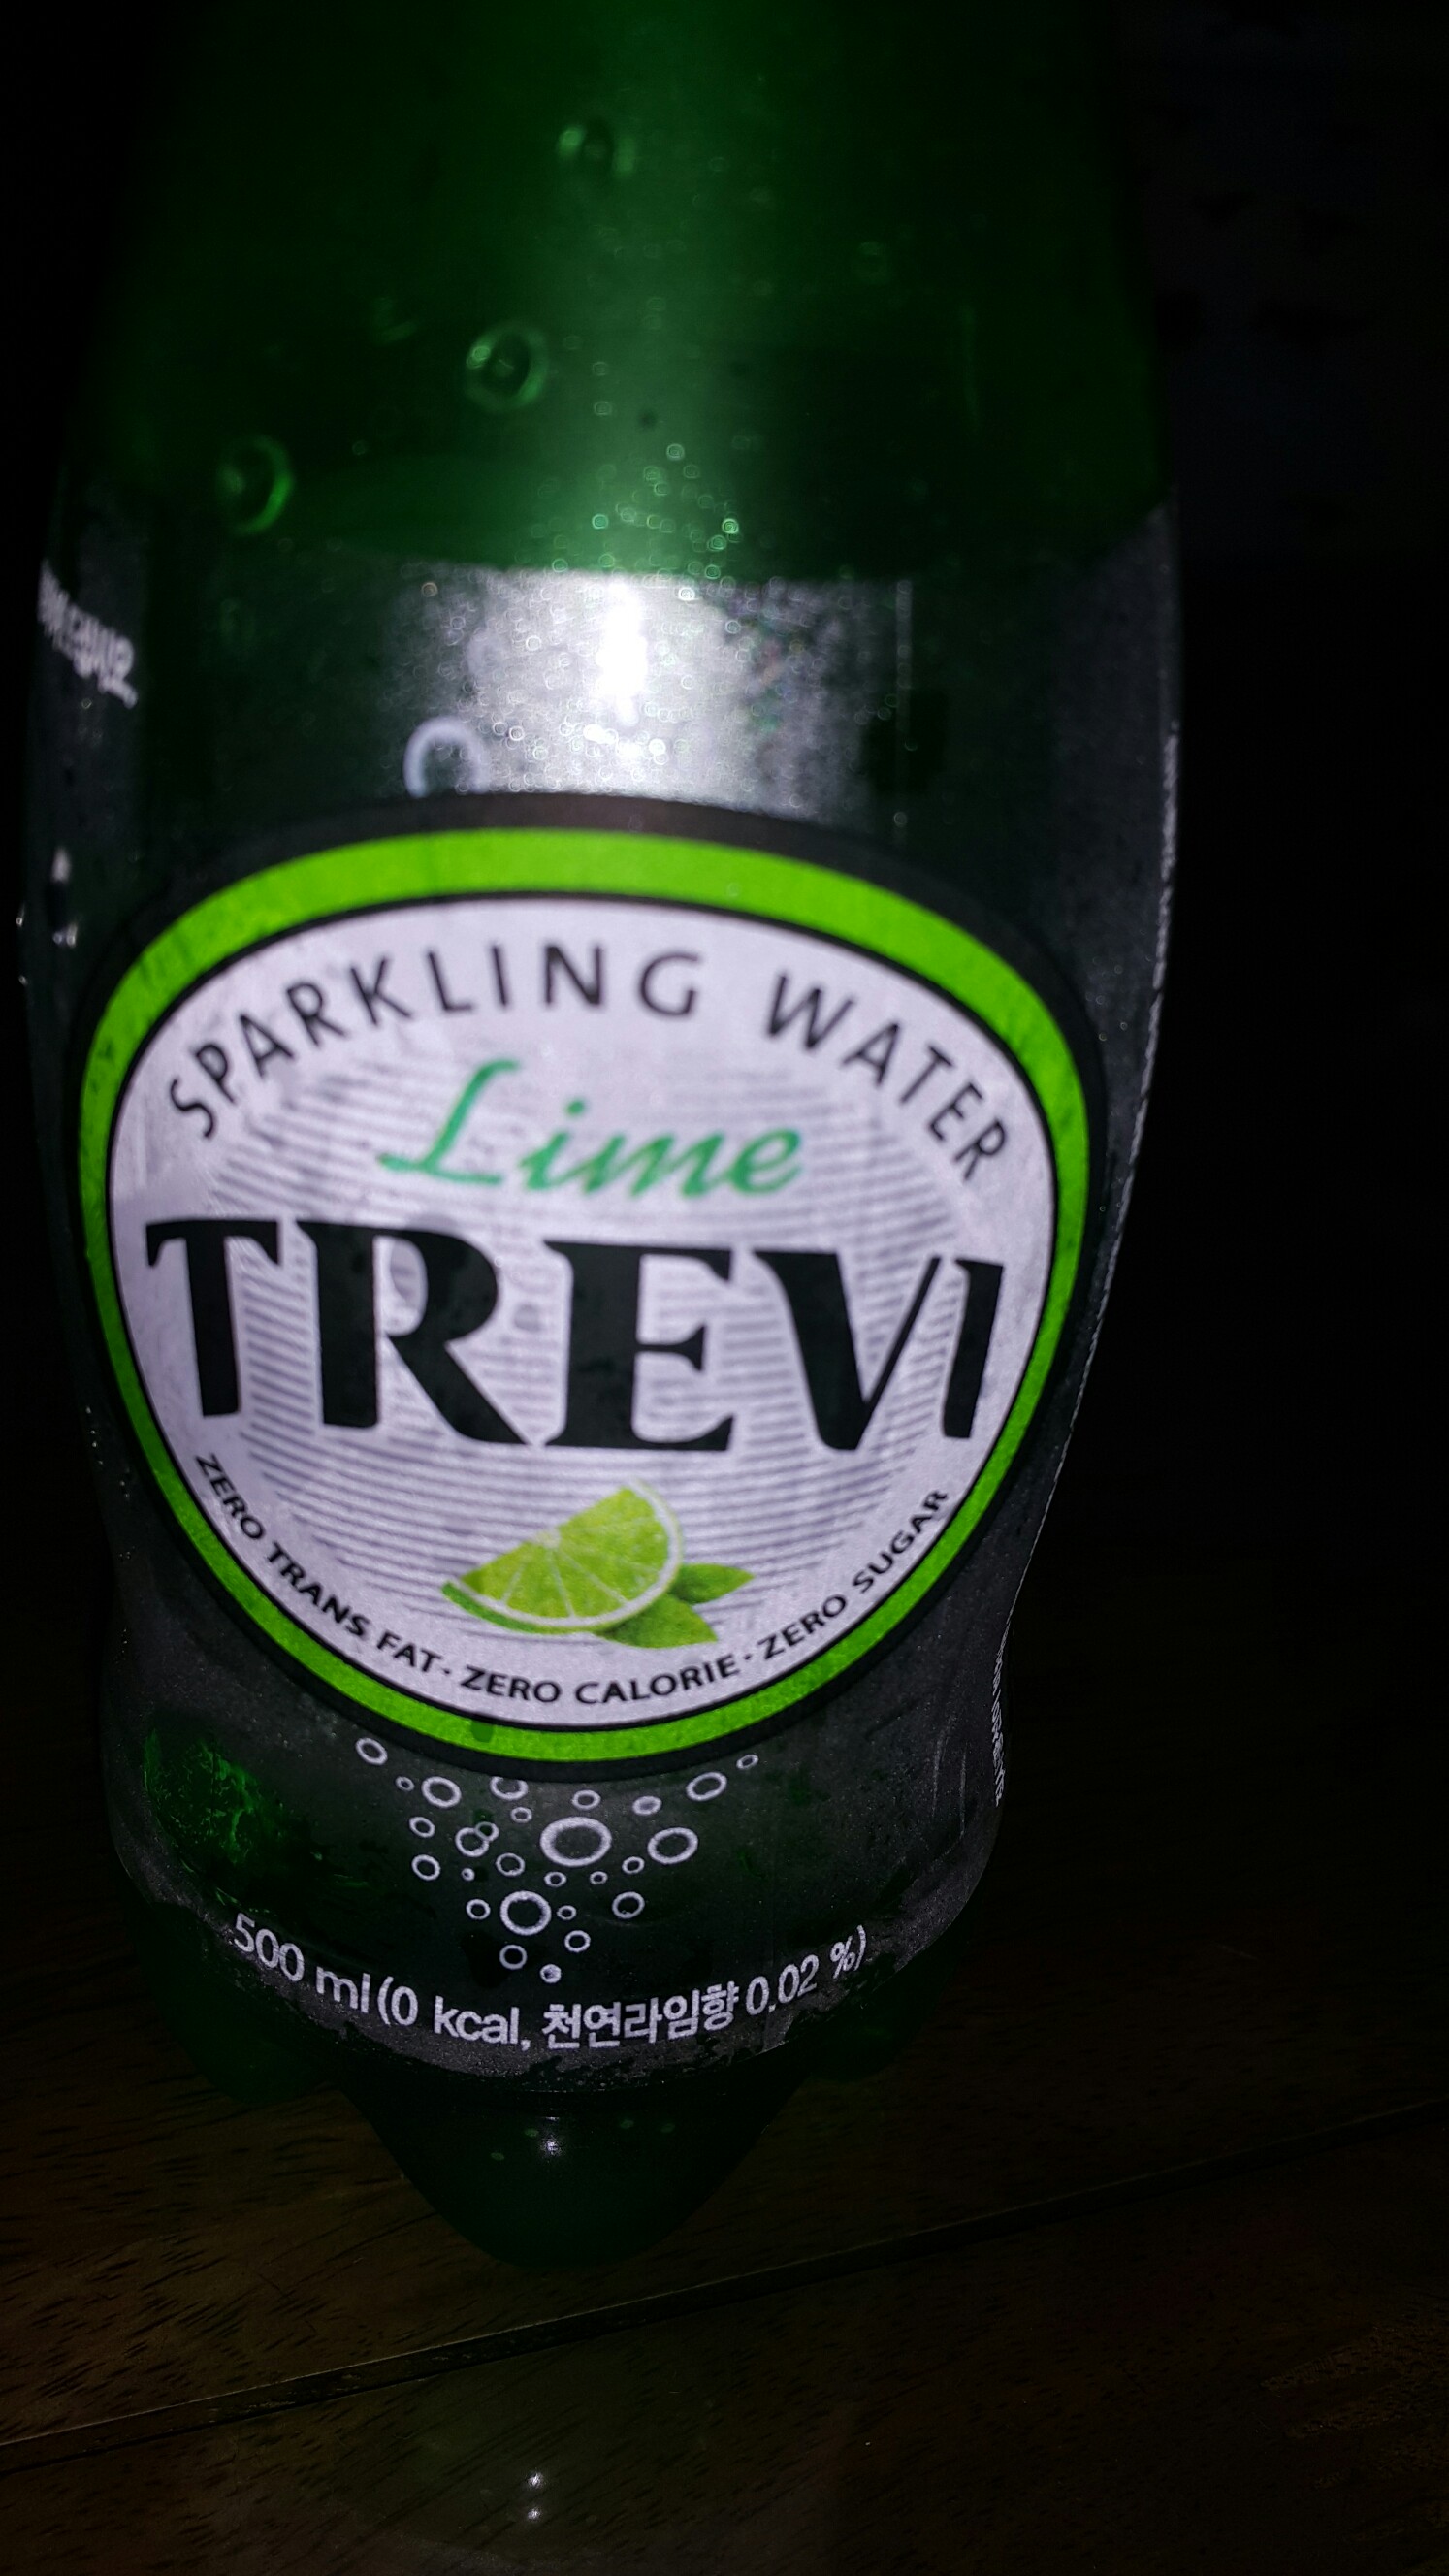 SPARKLING WATER
Lime
TREVI
ZERO TRANS FAT · ZERO CALORIE · ZERO SUGAR
500 ml (0 kcal, 천연라임향 0.02 %)